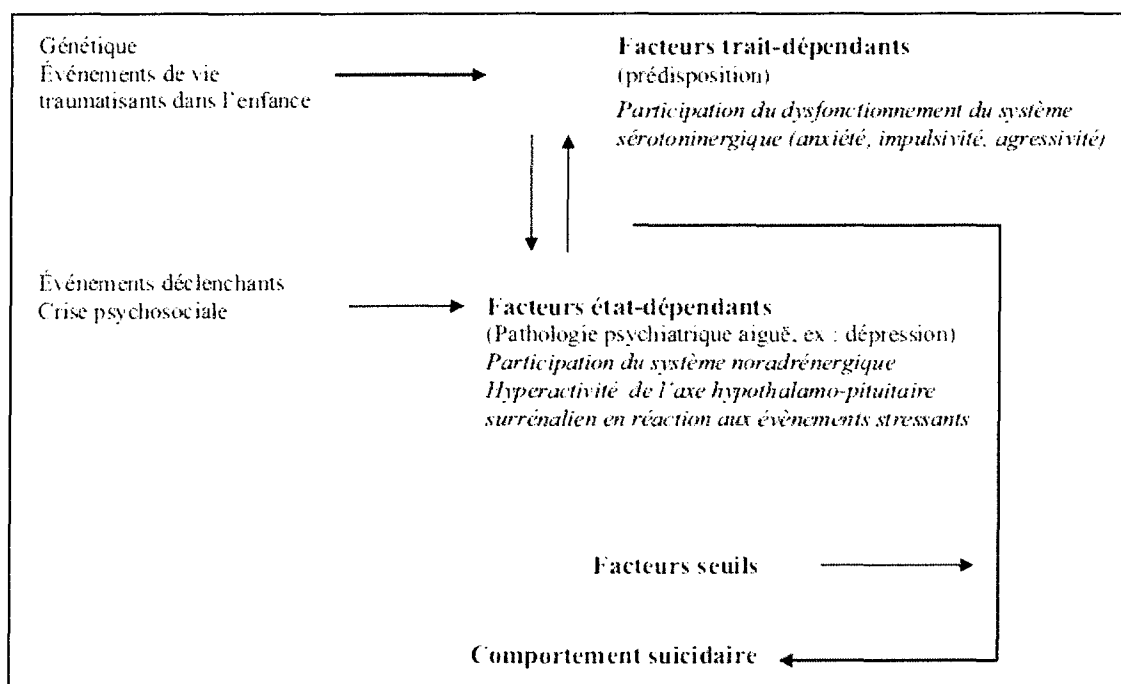 Génétique
Événements de vie
traumatisants dans l'enfance
Facteurs trait-dépendants
(prédisposition)
Participation du dysfonctionnement du système
sérotoninergique (anxiété, impulsivité, agressivité)
Événements déclenchants
Crise psychosociale
Facteurs état-dépendants
(Pathologie psychiatrique aiguë, ex : dépression)
Participation du système noradrénergique
Hyperactivité de l'axe hypothalamo-pituitaire
surrénalien en réaction aux évènements stressants
Facteurs seuils
Comportement suicidaire